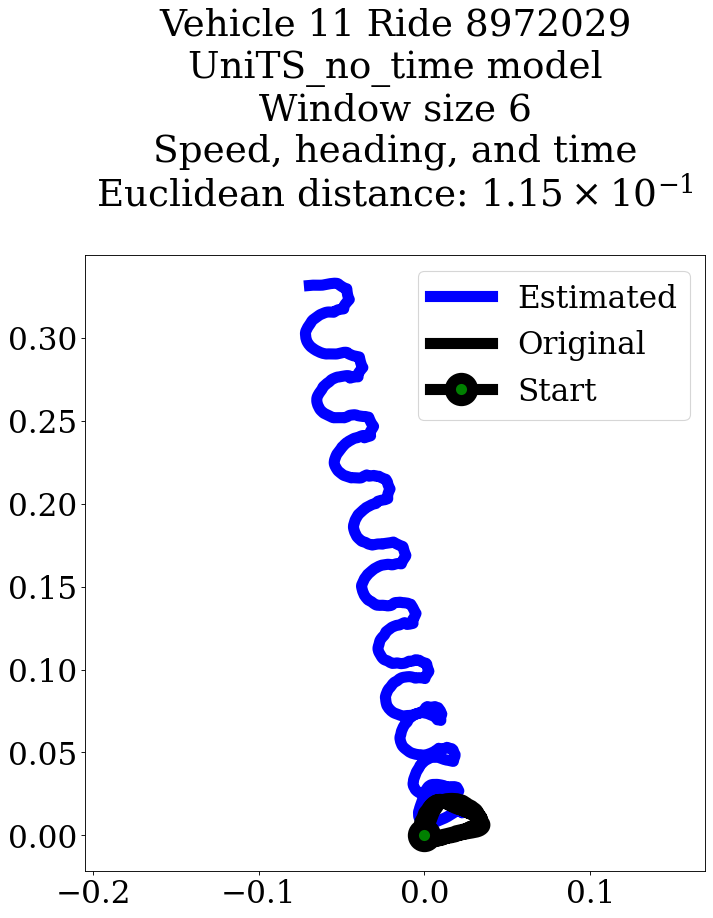 Vehicle 11 Ride 8972029
UniTS_no_time model
Window size 6
Speed, heading, and time
Euclidean distance: 1.15 × 10⁻¹
Estimated
Original
Start
0.30
0.25
0.20
0.15
0.10
0.05
0.00
−0.2
−0.1
0.0
0.1